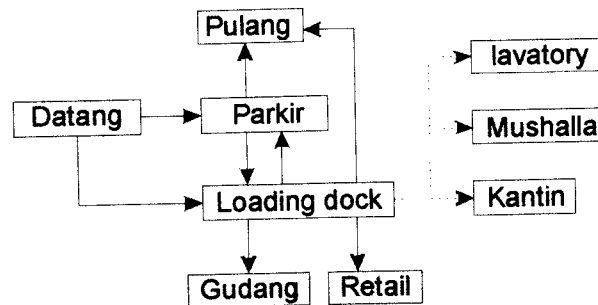 Pulang
lavatory
Datang
Parkir
Mushalla
Loading dock
Kantin
Gudang
Retail